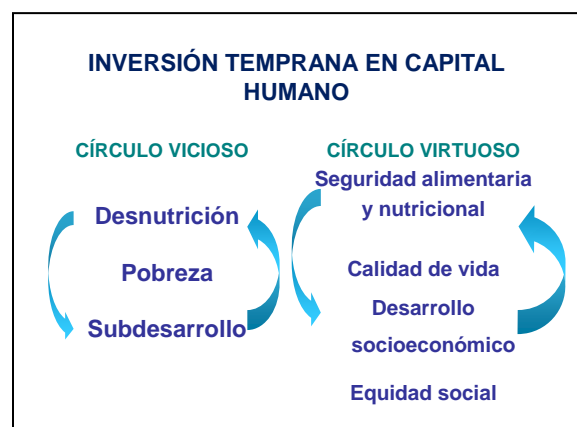 INVERSIÓN TEMPRANA EN CAPITAL
HUMANO
CÍRCULO VICIOSO
Desnutrición
Pobreza
Subdesarrollo
CÍRCULO VIRTUOSO
Seguridad alimentaria
y nutricional
Calidad de vida
Desarrollo
socioeconómico
Equidad social